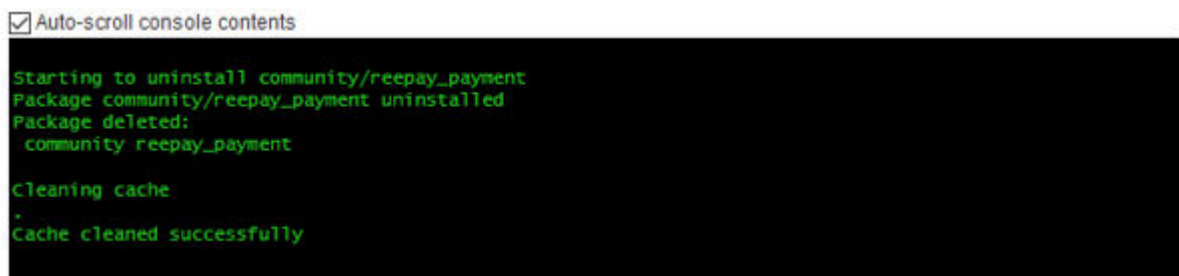 Auto-scroll console contents
Starting to uninstall community/reepay_payment
Package community/reepay_payment uninstalled
Package deleted:
community reepay_payment
Cleaning cache
.
Cache cleaned successfully